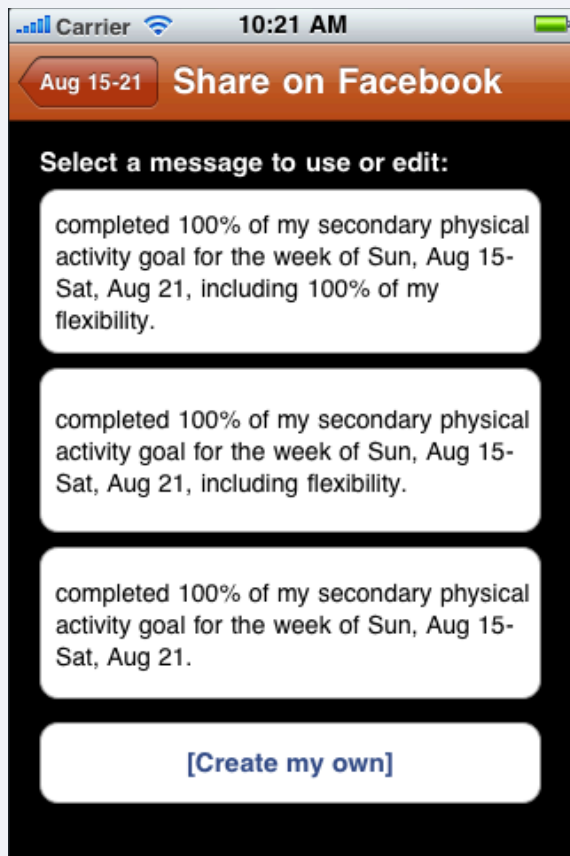 Carrier 10:21 AM
Aug 15-21 Share on Facebook
Select a message to use or edit:
completed 100% of my secondary physical
activity goal for the week of Sun, Aug 15-
Sat, Aug 21, including 100% of my
flexibility.
completed 100% of my secondary physical
activity goal for the week of Sun, Aug 15-
Sat, Aug 21, including flexibility.
completed 100% of my secondary physical
activity goal for the week of Sun, Aug 15-
Sat, Aug 21.
[Create my own]